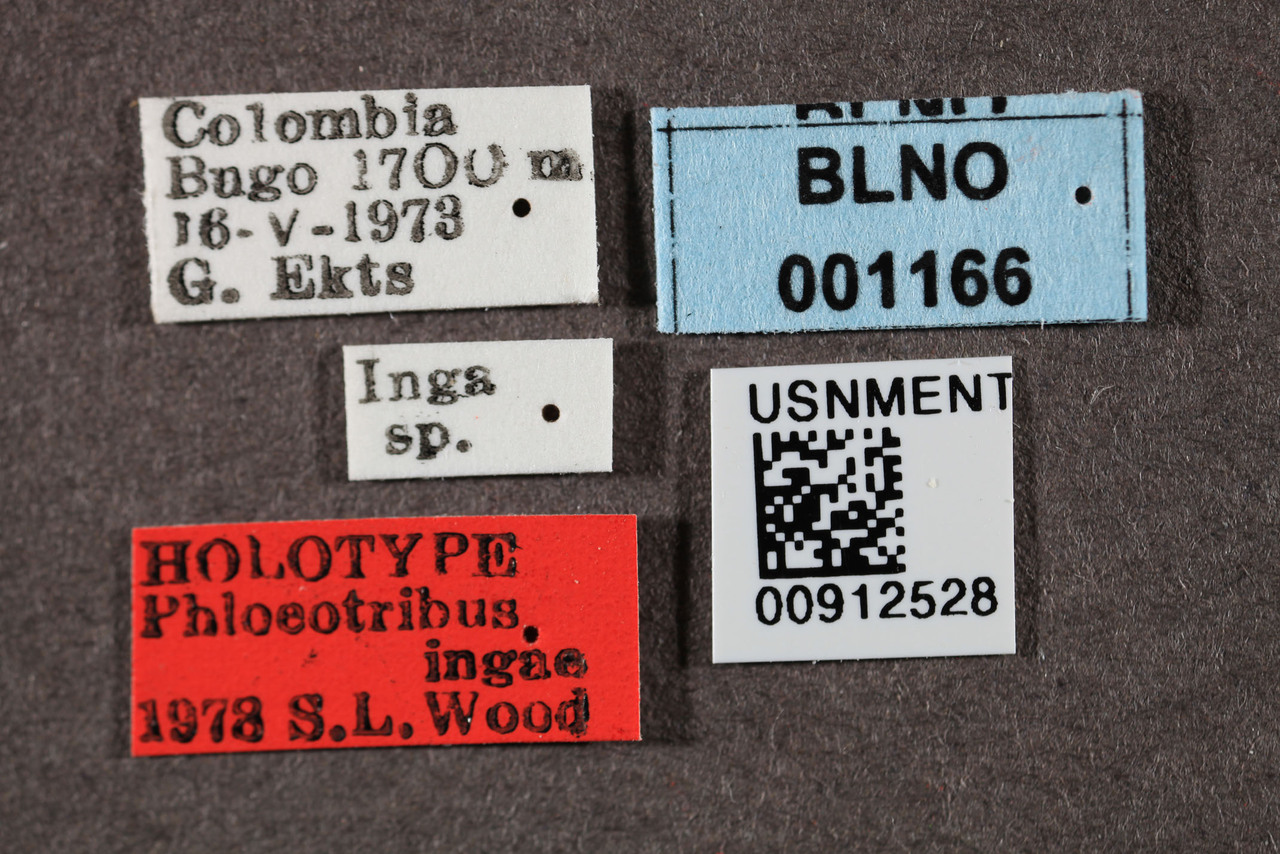 Colombia
Bugo 1700 m
16-V-1973
G. Ekts
BLNO
001166
Inga
sp.
USNMENT
00912528
HOLOTYPE
Phloeotribus
ingae
1978 S.L. Wood